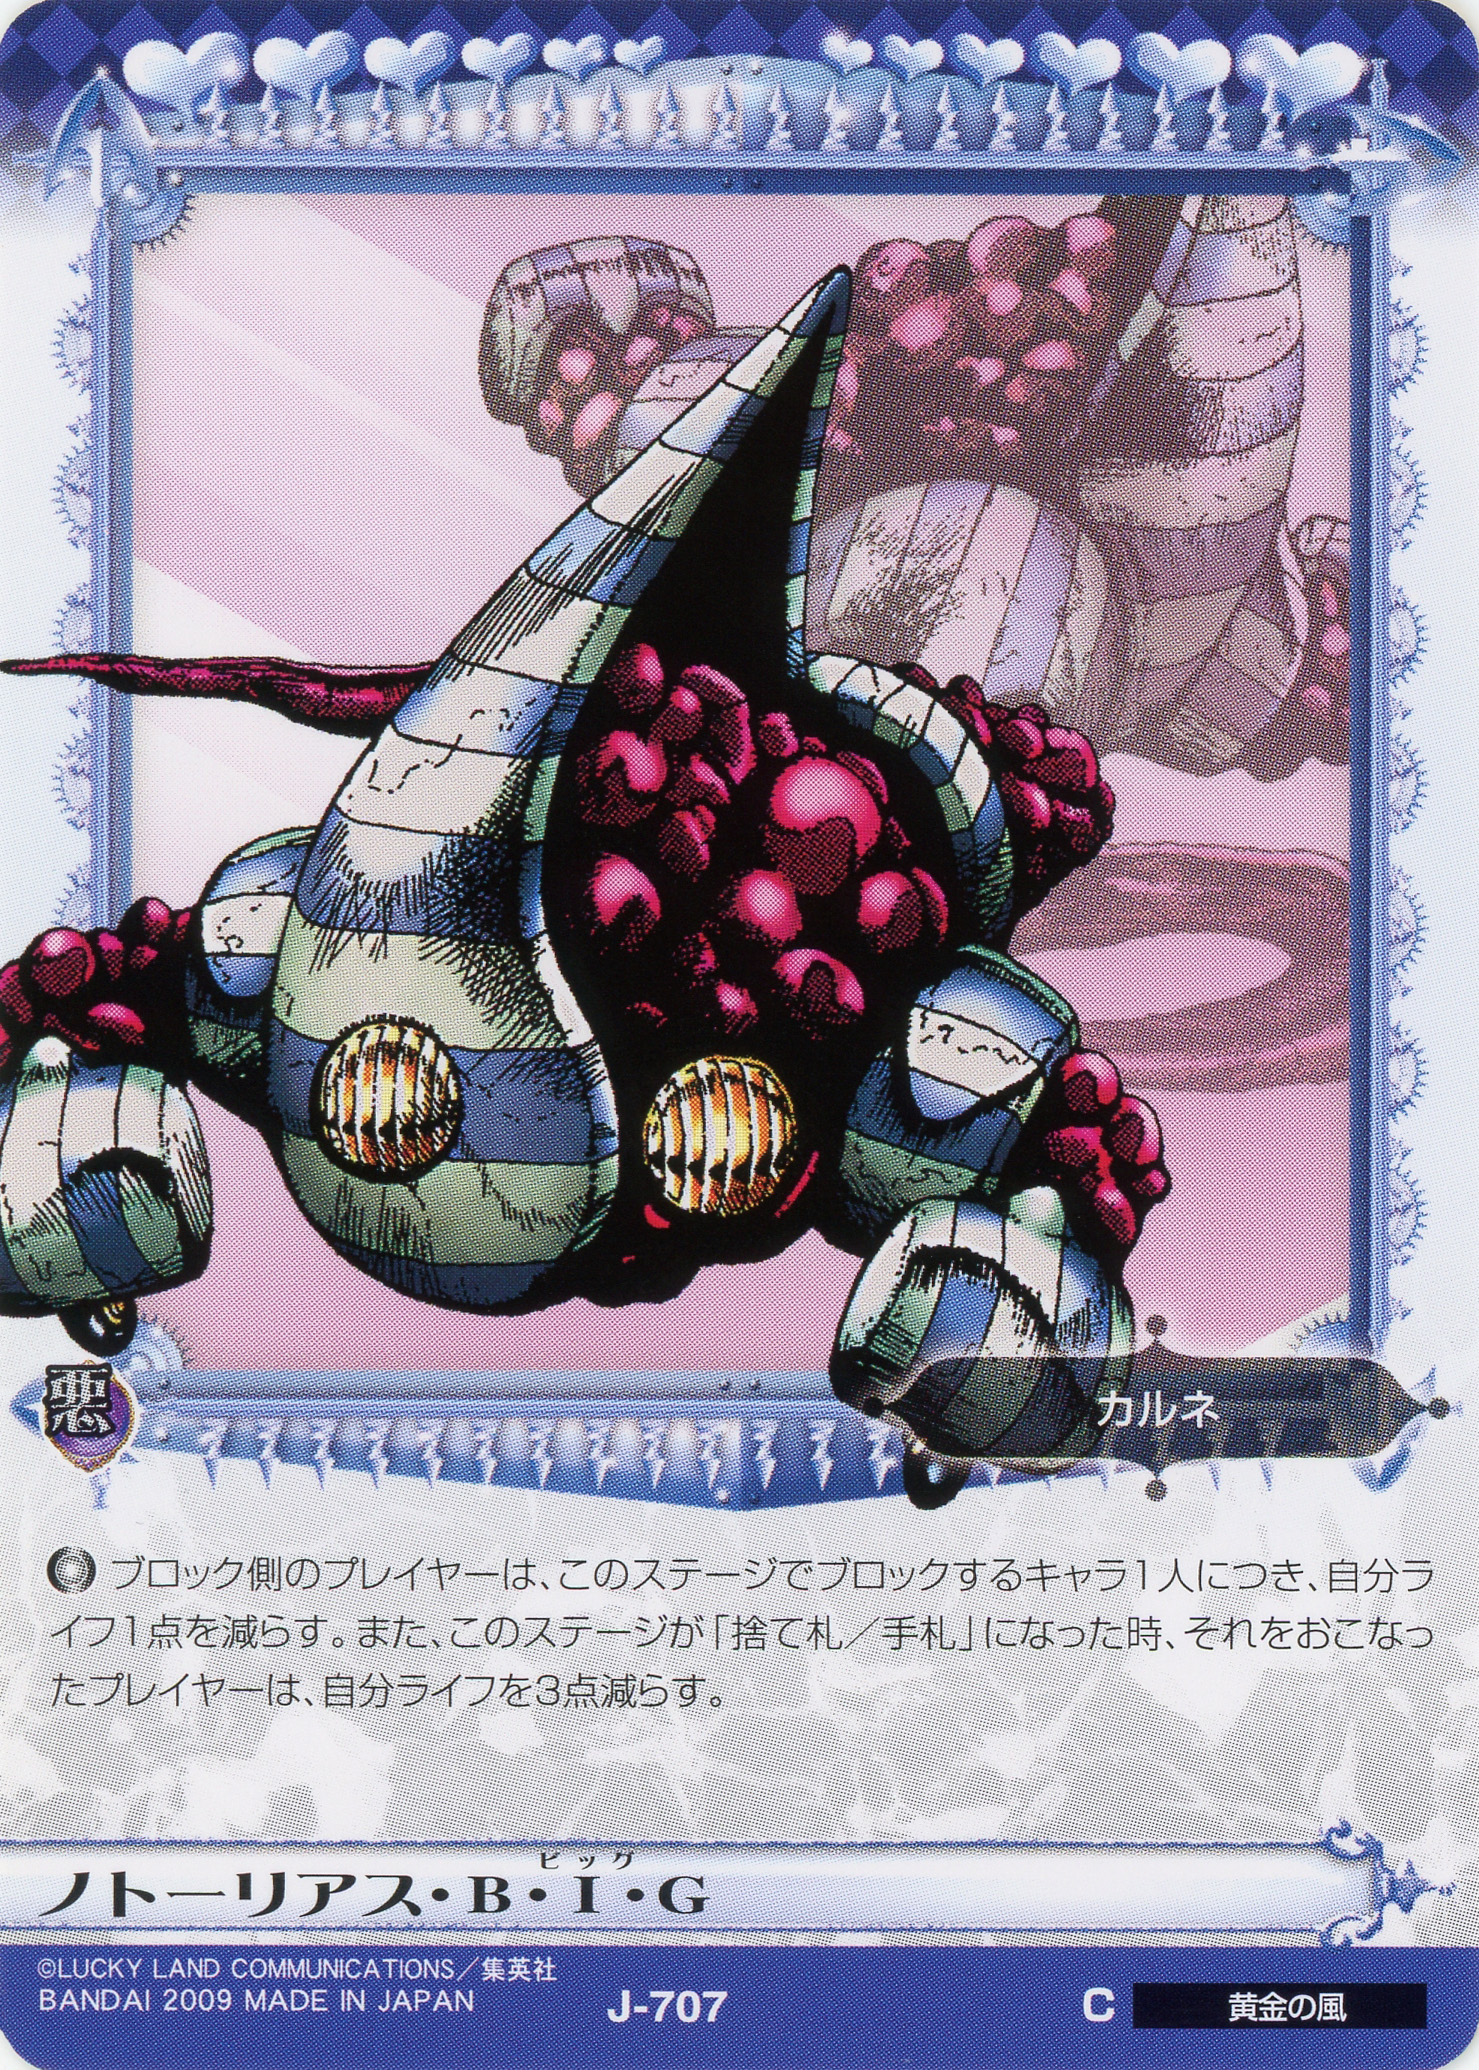 悪
カルネ
ブロック側のプレイヤーは、このステージでブロックするキャラ1人につき、自分ラ
イフ1点を減らす。また、このステージが「捨て札／手札」になった時、それをおこなっ
たプレイヤーは、自分ライフを3点減らす。
ビッグ
ノトーリアス・B・I・G
©LUCKY LAND COMMUNICATIONS／集英社
BANDAI 2009 MADE IN JAPAN
J-707
C
黄金の風